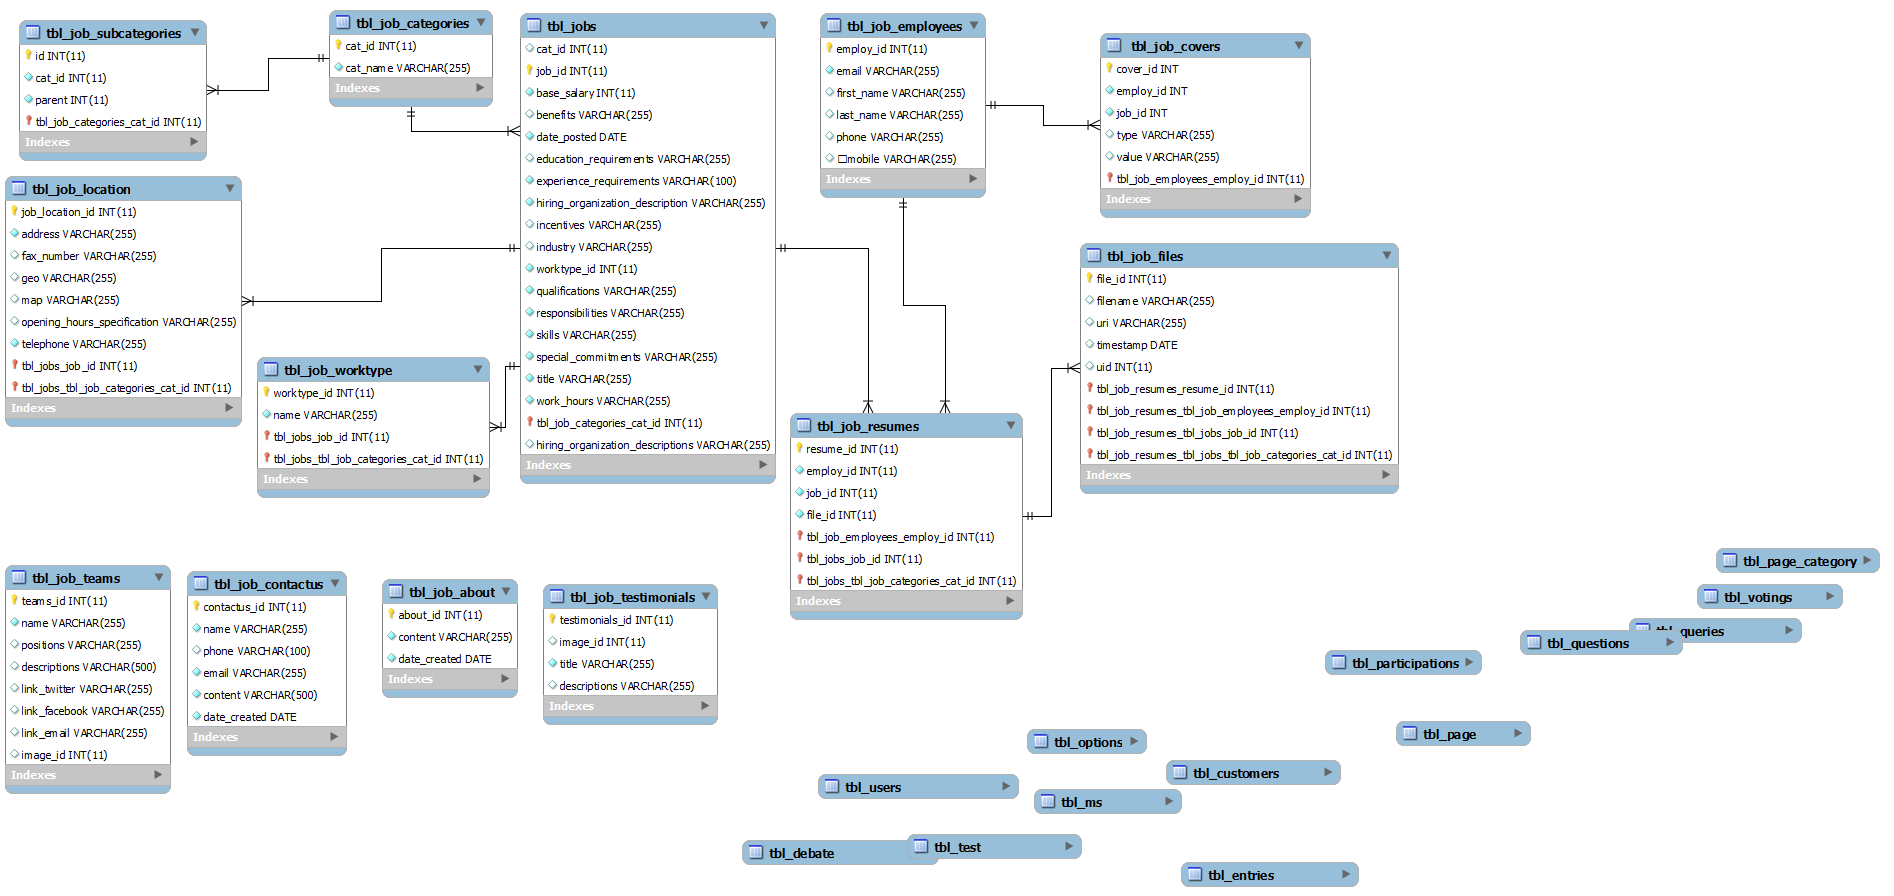 tbl_job_subcategories
id INT(11)
cat_id INT(11)
parent INT(11)
tbl_job_categories_cat_id INT(11)
Indexes
tbl_job_categories
cat_id INT(11)
cat_name VARCHAR(255)
Indexes
tbl_jobs
cat_id INT(11)
job_id INT(11)
base_salary INT(11)
benefits VARCHAR(255)
date_posted DATE
education_requirements VARCHAR(255)
experience_requirements VARCHAR(100)
hiring_organization_description VARCHAR(255)
incentives VARCHAR(255)
industry VARCHAR(255)
worktype_id INT(11)
qualifications VARCHAR(255)
responsibilities VARCHAR(255)
skills VARCHAR(255)
special_commitments VARCHAR(255)
title VARCHAR(255)
work_hours VARCHAR(255)
tbl_job_categories_cat_id INT(11)
hiring_organization_descriptions VARCHAR(255)
Indexes
tbl_job_employees
employ_id INT(11)
email VARCHAR(255)
first_name VARCHAR(255)
last_name VARCHAR(255)
phone VARCHAR(255)
□mobile VARCHAR(255)
Indexes
tbl_job_covers
cover_id INT
employ_id INT
job_id INT
type VARCHAR(255)
value VARCHAR(255)
tbl_job_employees_employ_id INT(11)
Indexes
tbl_job_location
job_location_id INT(11)
address VARCHAR(255)
fax_number VARCHAR(255)
geo VARCHAR(255)
map VARCHAR(255)
opening_hours_specification VARCHAR(255)
telephone VARCHAR(255)
tbl_jobs_job_id INT(11)
tbl_jobs_tbl_job_categories_cat_id INT(11)
Indexes
tbl_job_worktype
worktype_id INT(11)
name VARCHAR(255)
tbl_jobs_job_id INT(11)
tbl_jobs_tbl_job_categories_cat_id INT(11)
Indexes
tbl_job_files
file_id INT(11)
filename VARCHAR(255)
uri VARCHAR(255)
timestamp DATE
uid INT(11)
tbl_job_resumes_resume_id INT(11)
tbl_job_resumes_tbl_job_employees_employ_id INT(11)
tbl_job_resumes_tbl_jobs_job_id INT(11)
tbl_job_resumes_tbl_jobs_tbl_job_categories_cat_id INT(11)
Indexes
tbl_job_resumes
resume_id INT(11)
employ_id INT(11)
job_id INT(11)
file_id INT(11)
tbl_job_employees_employ_id INT(11)
tbl_jobs_job_id INT(11)
tbl_jobs_tbl_job_categories_cat_id INT(11)
Indexes
tbl_job_teams
teams_id INT(11)
name VARCHAR(255)
positions VARCHAR(255)
descriptions VARCHAR(500)
link_twitter VARCHAR(255)
link_facebook VARCHAR(255)
link_email VARCHAR(255)
image_id INT(11)
Indexes
tbl_job_contactus
contactus_id INT(11)
name VARCHAR(255)
phone VARCHAR(100)
email VARCHAR(255)
content VARCHAR(500)
date_created DATE
Indexes
tbl_job_about
about_id INT(11)
content VARCHAR(255)
date_created DATE
Indexes
tbl_job_testimonials
testimonials_id INT(11)
image_id INT(11)
title VARCHAR(255)
descriptions VARCHAR(255)
Indexes
tbl_page_category
tbl_votings
tbl_queries
tbl_questions
tbl_participations
tbl_page
tbl_options
tbl_customers
tbl_users
tbl_ms
tbl_test
tbl_debate
tbl_entries